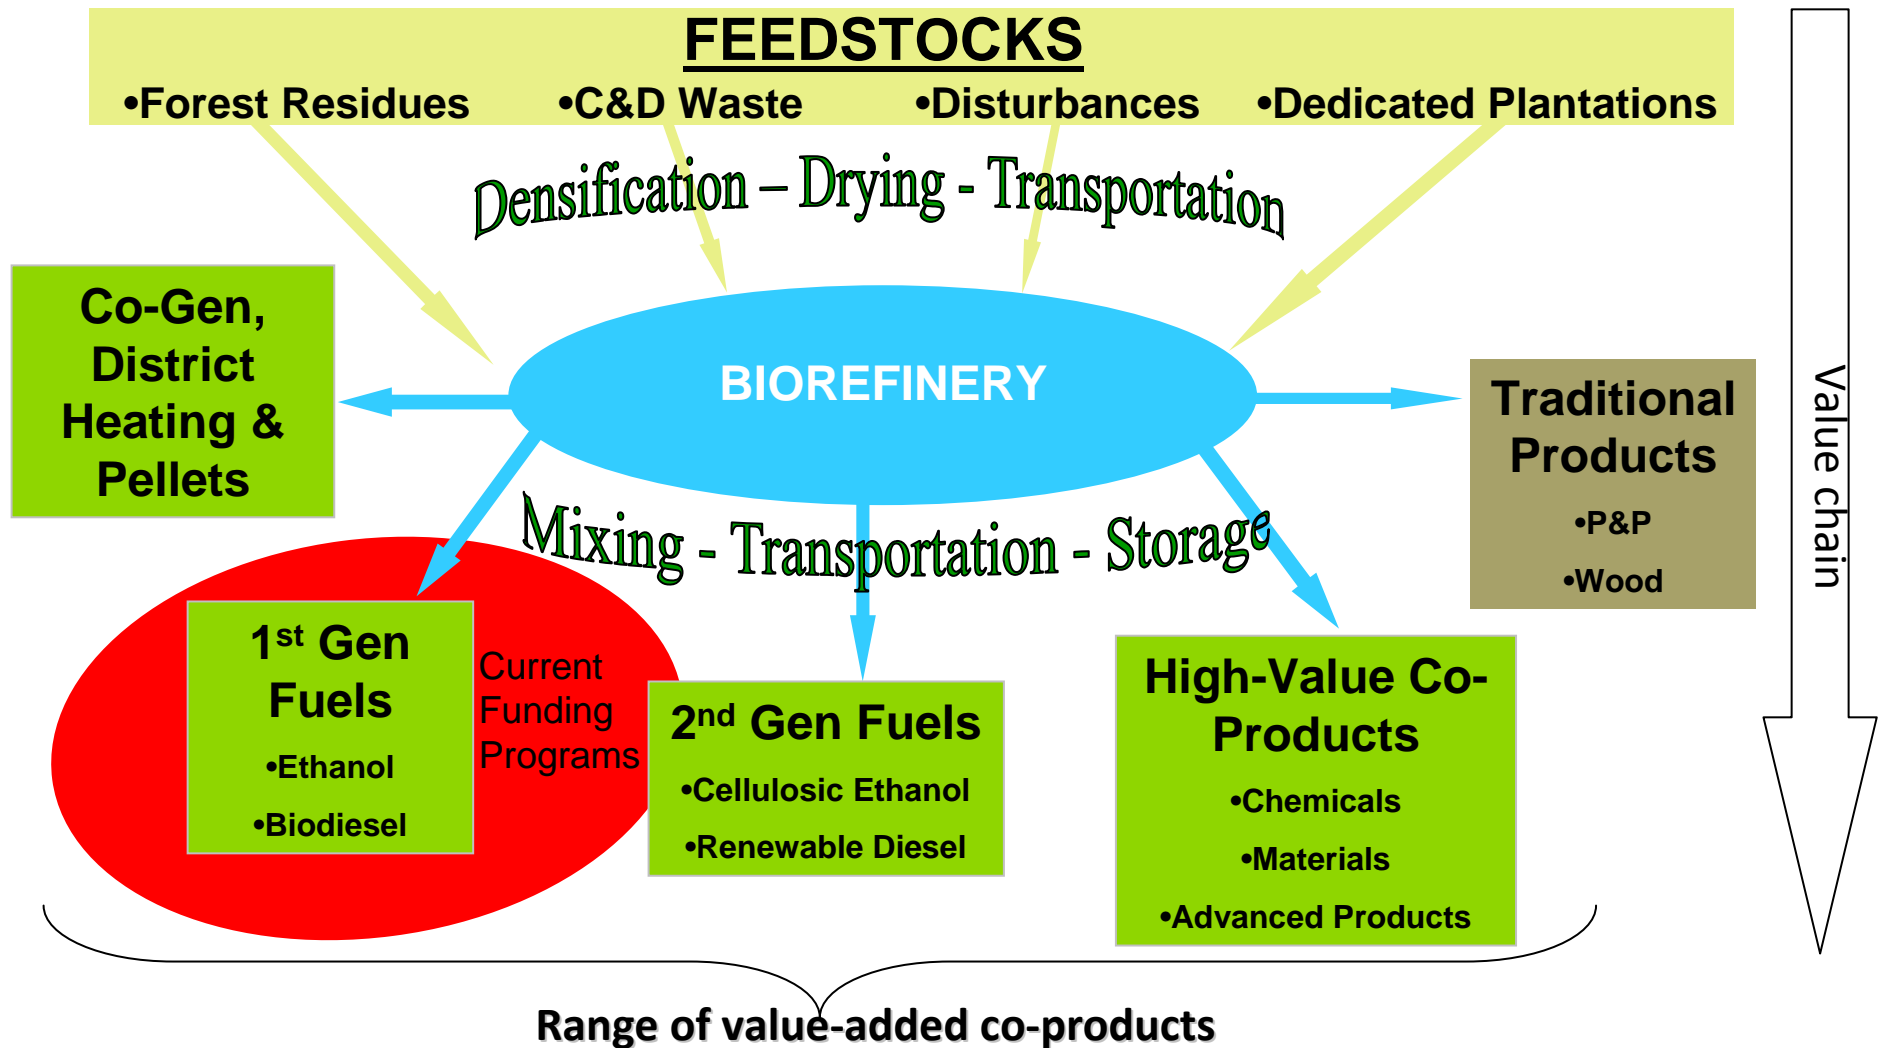 FEEDSTOCKS
•Forest Residues •C&D Waste •Disturbances •Dedicated Plantations
Densification – Drying - Transportation
Co-Gen,
District
Heating &
Pellets
BIOREFINERY
Traditional
Products
•P&P
•Wood
Value chain
Mixing - Transportation - Storage
1st Gen
Fuels
•Ethanol
•Biodiesel
Current
Funding
Programs
2nd Gen Fuels
•Cellulosic Ethanol
•Renewable Diesel
High-Value Co-
Products
•Chemicals
•Materials
•Advanced Products
Range of value-added co-products